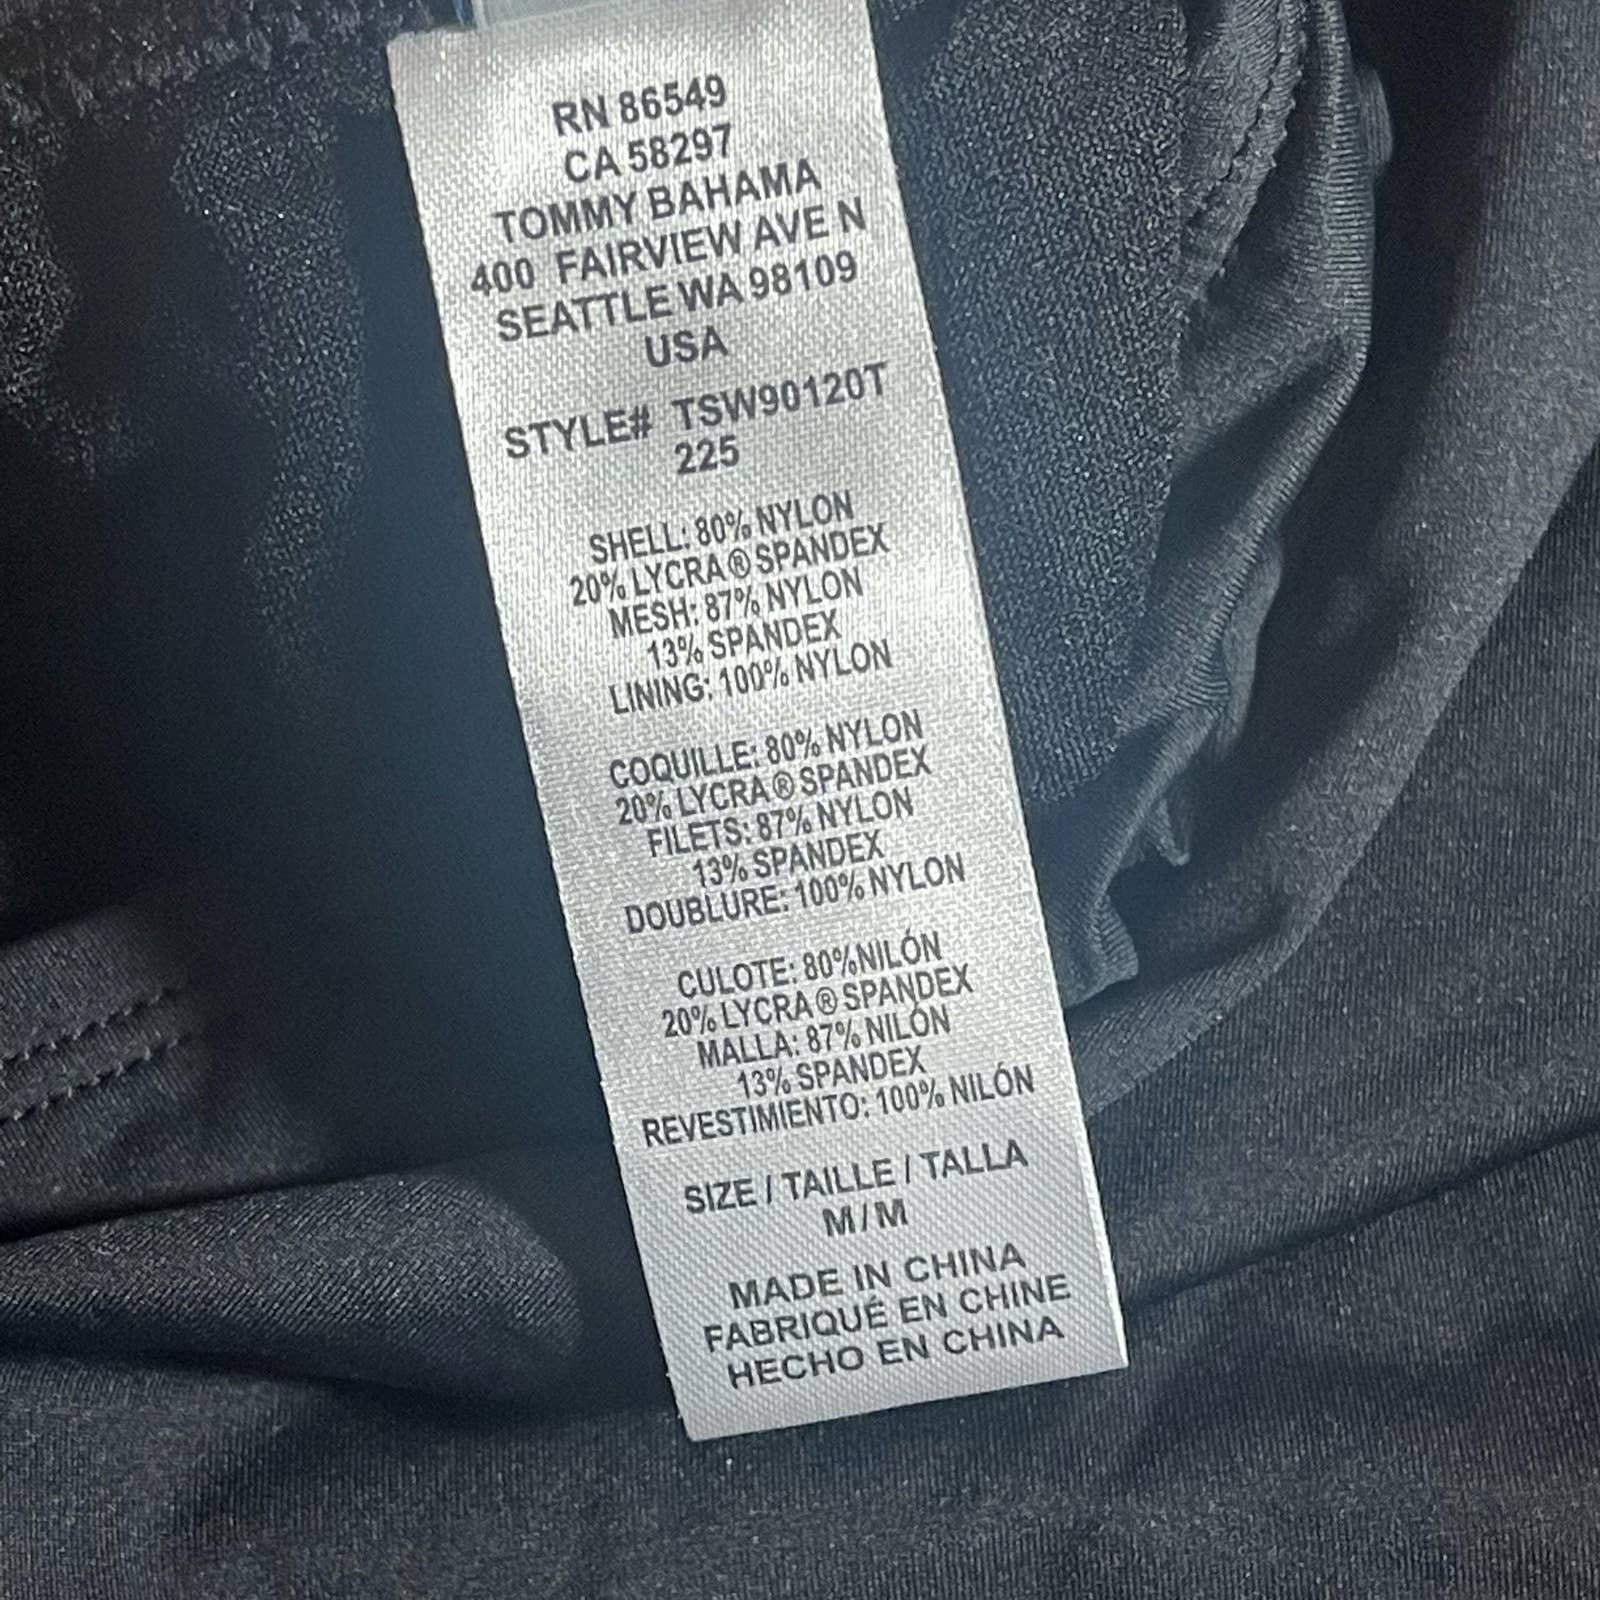 RN 86549
CA 58297
TOMMY BAHAMA
400 FAIRVIEW AVE N
SEATTLE WA 98109
USA
STYLE# TSW90120T
225
SHELL: 80% NYLON
20% LYCRA® SPANDEX
MESH: 87% NYLON
13% SPANDEX
LINING: 100% NYLON
COQUILLE: 80% NYLON
20% LYCRA® SPANDEX
FILETS: 87% NYLON
13% SPANDEX
DOUBLURE: 100% NYLON
CULOTE: 80%NILÓN
20% LYCRA® SPANDEX
MALLA: 87% NILÓN
13% SPANDEX
REVESTIMIENTO: 100% NILÓN
SIZE / TAILLE / TALLA
M / M
MADE IN CHINA
FABRIQUÉ EN CHINE
HECHO EN CHINA